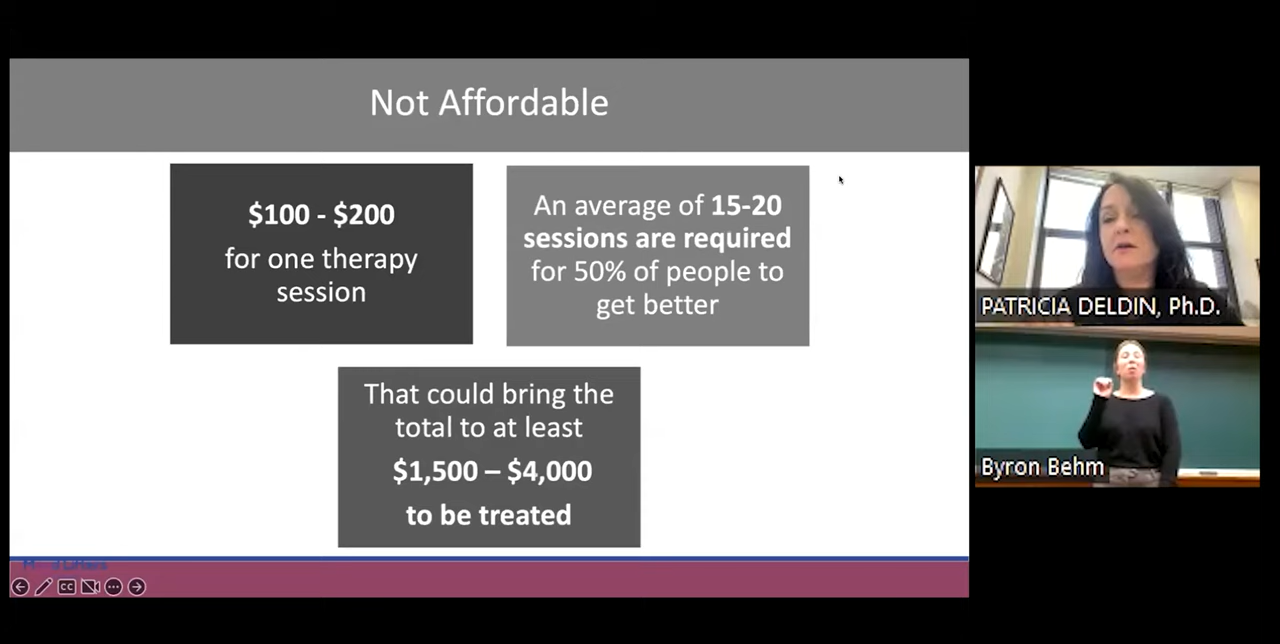 Not Affordable
$100 - $200
for one therapy
session
An average of 15-20
sessions are required
for 50% of people to
get better
That could bring the
total to at least
$1,500 – $4,000
to be treated
PATRICIA DELDIN, Ph.D.
Byron Behm
CC